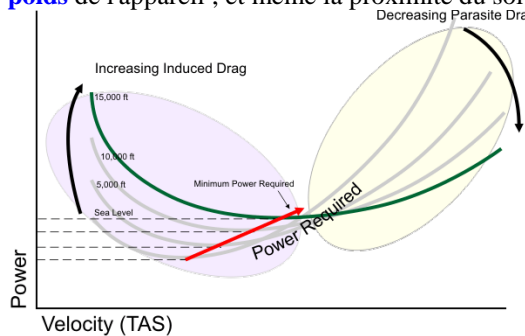 poids de l'appareil ; et même la proximité du sol
Decreasing Parasite Drag
Increasing Induced Drag
15,000 ft
10,000 ft
Minimum Power Required
5,000 ft
Sea Level
Power Required
Power
Velocity (TAS)